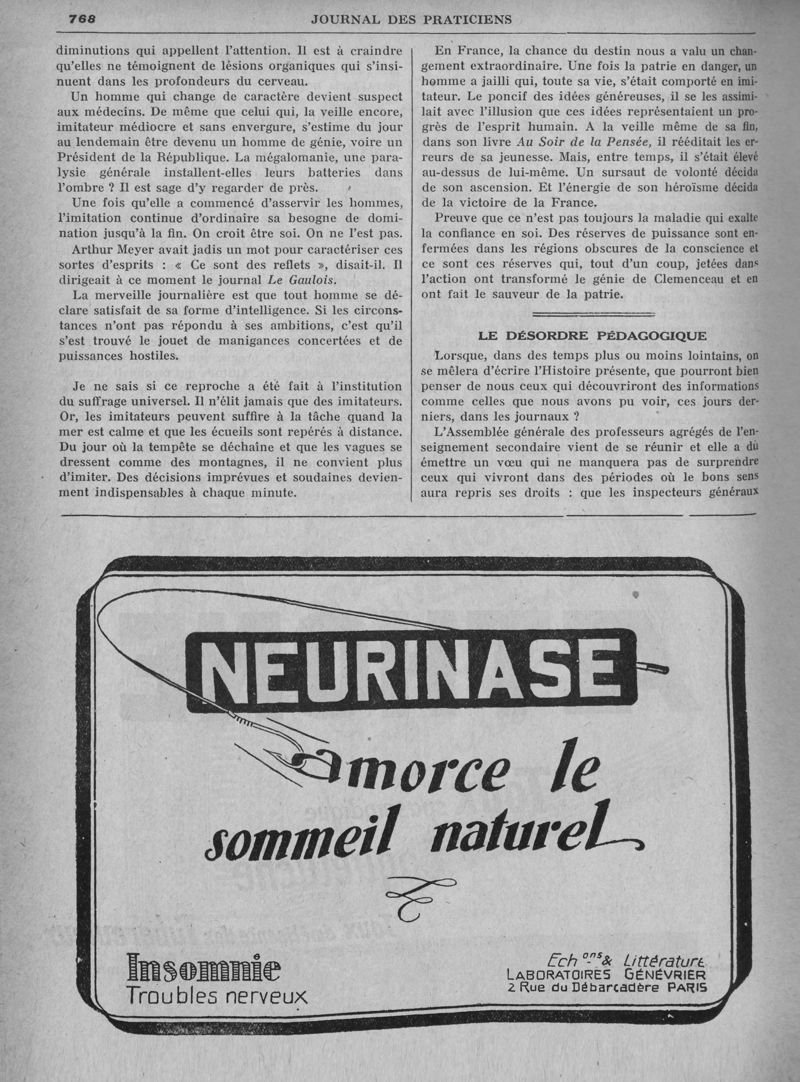 768
JOURNAL DES PRATICIENS
diminutions qui appellent l'attention. Il est à craindre
qu'elles ne témoignent de lésions organiques qui s'insi-
nuent dans les profondeurs du cerveau.
Un homme qui change de caractère devient suspect
aux médecins. De même que celui qui, la veille encore,
imitateur médiocre et sans envergure, s'estime du jour
au lendemain être devenu un homme de génie, voire un
Président de la République. La mégalomanie, une para-
lysie générale installent-elles leurs batteries dans
l'ombre ? Il est sage d'y regarder de près.
Une fois qu'elle a commencé d'asservir les hommes,
l'imitation continue d'ordinaire sa besogne de domi-
nation jusqu'à la fin. On croit être soi. On ne l'est pas.
Arthur Meyer avait jadis un mot pour caractériser ces
sortes d'esprits : « Ce sont des reflets », disait-il. Il
dirigeait à ce moment le journal Le Gaulois.
La merveille journalière est que tout homme se dé-
clare satisfait de sa forme d'intelligence. Si les circons-
tances n'ont pas répondu à ses ambitions, c'est qu'il
s'est trouvé le jouet de manigances concertées et de
puissances hostiles.
Je ne sais si ce reproche a été fait à l'institution
du suffrage universel. Il n'élit jamais que des imitateurs.
Or, les imitateurs peuvent suffire à la tâche quand la
mer est calme et que les écueils sont repérés à distance.
Du jour où la tempête se déchaîne et que les vagues se
dressent comme des montagnes, il ne convient plus
d'imiter. Des décisions imprévues et soudaines devien-
ment indispensables à chaque minute.
En France, la chance du destin nous a valu un chan-
gement extraordinaire. Une fois la patrie en danger, un
homme a jailli qui, toute sa vie, s'était comporté en imi-
tateur. Le poncif des idées généreuses, il se les assimi-
lait avec l'illusion que ces idées représentaient un pro-
grès de l'esprit humain. A la veille même de sa fin,
dans son livre Au Soir de la Pensée, il rééditait les er-
reurs de sa jeunesse. Mais, entre temps, il s'était élevé
au-dessus de lui-même. Un sursaut de volonté décida
de son ascension. Et l'énergie de son héroïsme décida
de la victoire de la France.
Preuve que ce n'est pas toujours la maladie qui exalte
la confiance en soi. Des réserves de puissance sont en-
fermées dans les régions obscures de la conscience et
ce sont ces réserves qui, tout d'un coup, jetées dans
l'action ont transformé le génie de Clemenceau et en
ont fait le sauveur de la patrie.
LE DÉSORDRE PÉDAGOGIQUE
Lorsque, dans des temps plus ou moins lointains, on
se mêlera d'écrire l'Histoire présente, que pourront bien
penser de nous ceux qui découvriront des informations
comme celles que nous avons pu voir, ces jours der-
niers, dans les journaux ?
L'Assemblée générale des professeurs agrégés de l'en-
seignement secondaire vient de se réunir et elle a dû
émettre un vœu qui ne manquera pas de surprendre
ceux qui vivront dans des périodes où le bons sens
aura repris ses droits : que les inspecteurs généraux
NEURINASE
amorce le
sommeil naturel
Insomnie
Troubles nerveux
Ech ons & Littérature
LABORATOIRES GÉNÉVRIER
2 Rue du Débarcadère PARIS